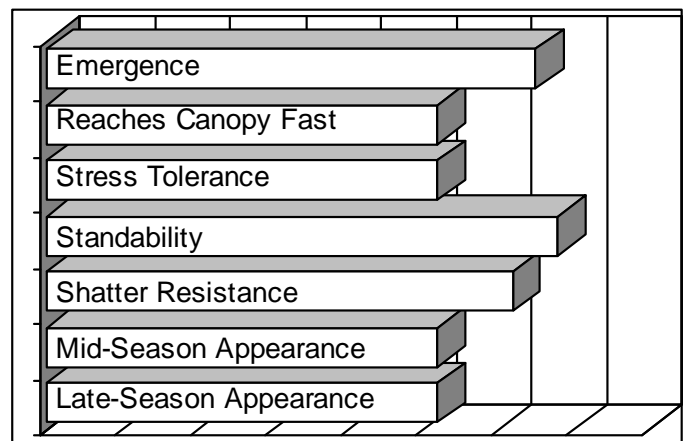 Emergence
Reaches Canopy Fast
Stress Tolerance
Standability
Shatter Resistance
Mid-Season Appearance
Late-Season Appearance